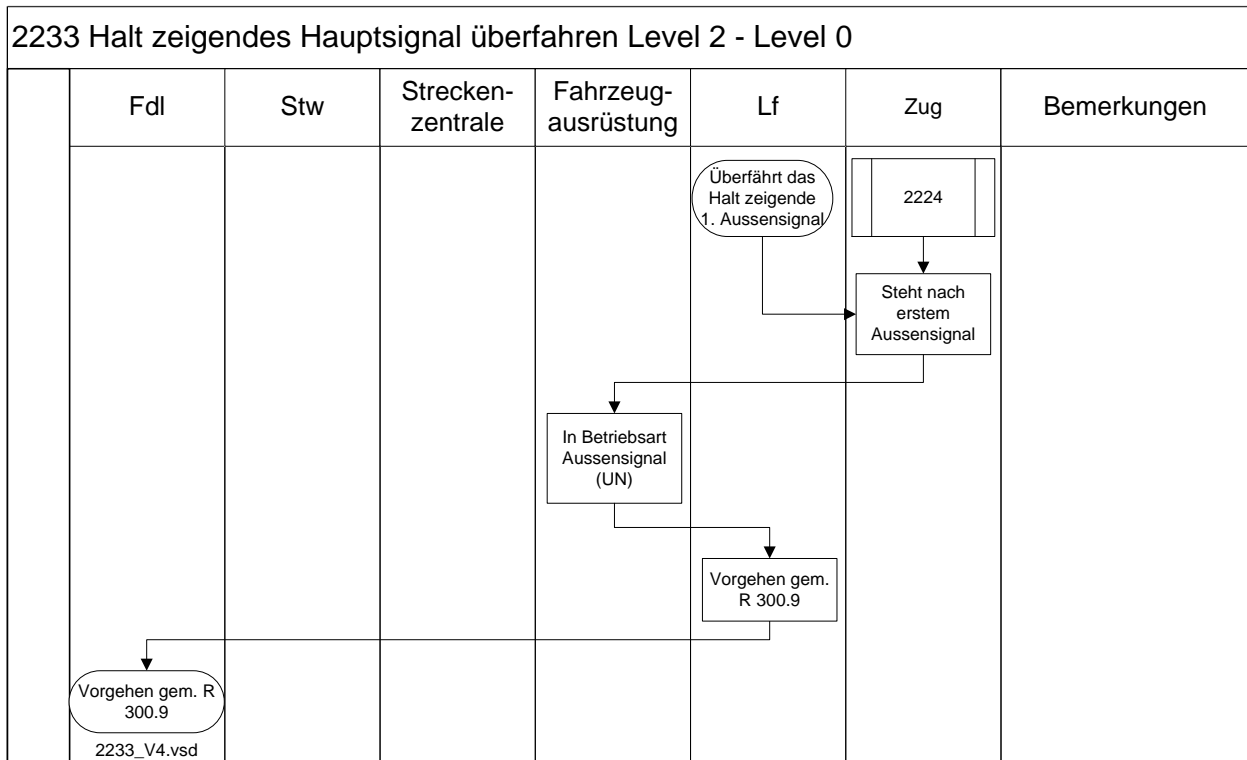 2233 Halt zeigendes Hauptsignal überfahren Level 2 - Level 0
Fdl
Stw
Strecken-
zentrale
Fahrzeug-
ausrüstung
Lf
Zug
Bemerkungen
Überfährt das
Halt zeigende
1. Aussensignal
2224
Steht nach
erstem
Aussensignal
In Betriebsart
Aussensignal
(UN)
Vorgehen gem.
R 300.9
Vorgehen gem. R
300.9
2233_V4.vsd